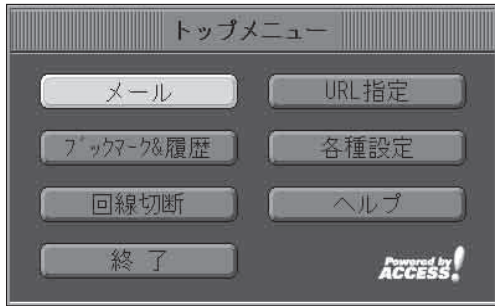 トップメニュー
メール
URL指定
ﾌﾞｯｸﾏｰｸ&履歴
各種設定
回線切断
ヘルプ
終 了
Powered by
ACCESS!